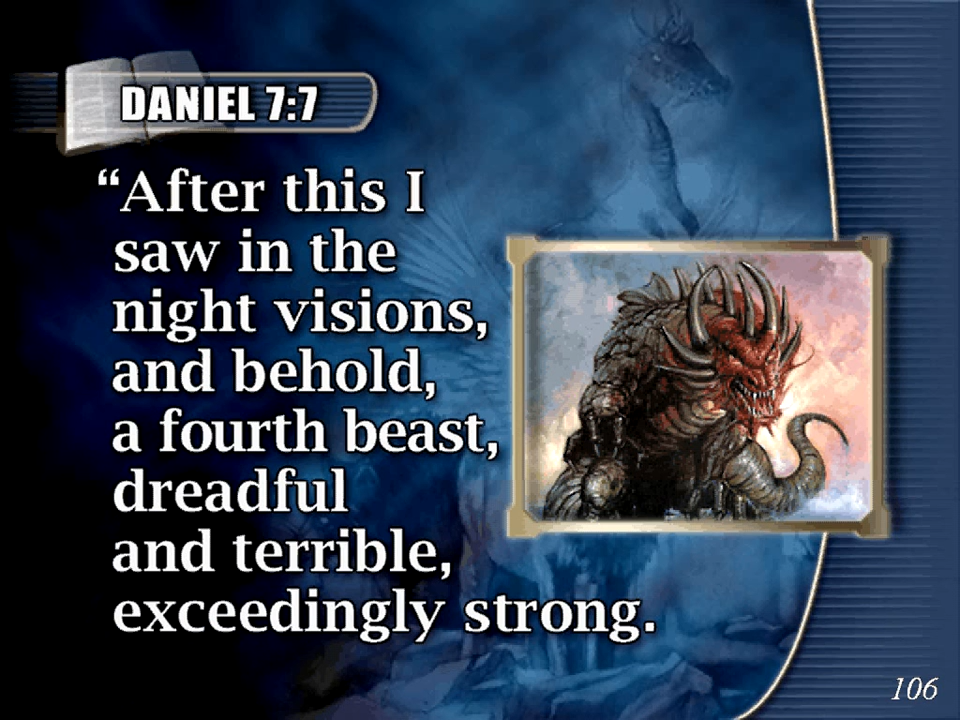 DANIEL 7:7
“After this I
saw in the
night visions,
and behold,
a fourth beast,
dreadful
and terrible,
exceedingly strong.
106